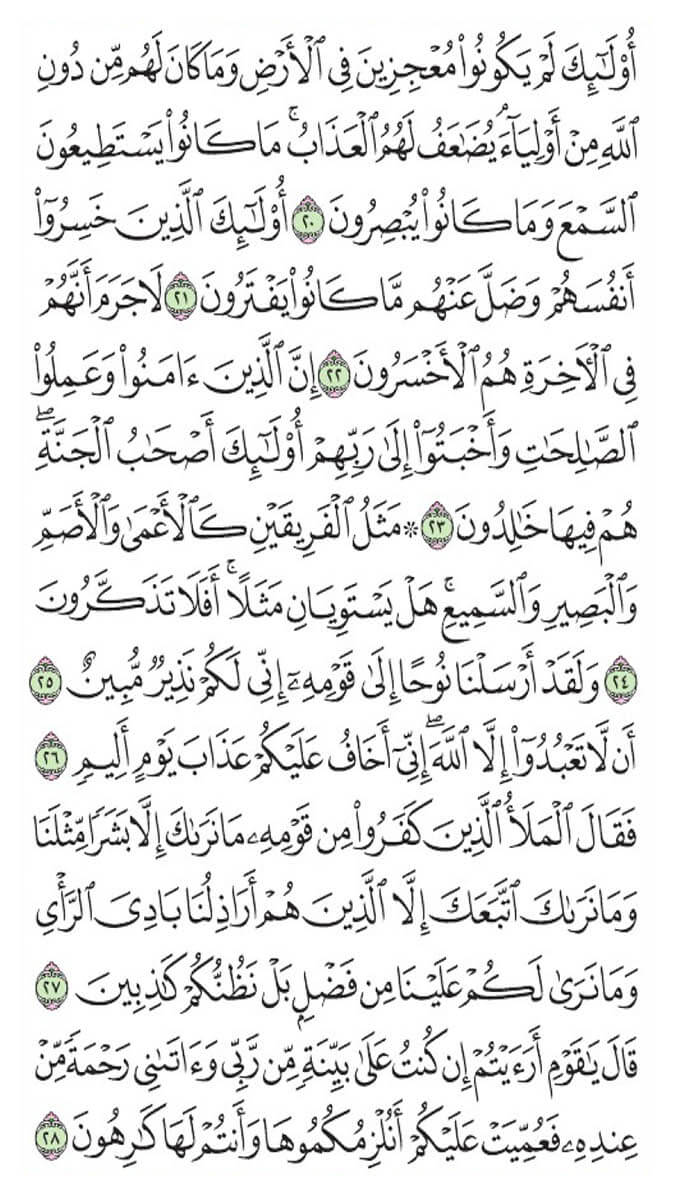 أُوْلَٰٓئِكَ لَمۡ يَكُونُواْ مُعۡجِزِينَ فِي ٱلۡأَرۡضِ وَمَا كَانَ لَهُم مِّن دُونِ
ٱللَّهِ مِنۡ أَوۡلِيَآءَۘ يُضَٰعَفُ لَهُمُ ٱلۡعَذَابُۚ مَا كَانُواْ يَسۡتَطِيعُونَ
ٱلسَّمۡعَ وَمَا كَانُواْ يُبۡصِرُونَ ٢٠ أُوْلَٰٓئِكَ ٱلَّذِينَ خَسِرُوٓاْ
أَنفُسَهُمۡ وَضَلَّ عَنۡهُم مَّا كَانُواْ يَفۡتَرُونَ ٢١ لَا جَرَمَ أَنَّهُمۡ
فِي ٱلۡأٓخِرَةِ هُمُ ٱلۡأَخۡسَرُونَ ٢٢ إِنَّ ٱلَّذِينَ ءَامَنُواْ وَعَمِلُواْ
ٱلصَّٰلِحَٰتِ وَأَخۡبَتُوٓاْ إِلَىٰ رَبِّهِمۡ أُوْلَٰٓئِكَ أَصۡحَٰبُ ٱلۡجَنَّةِۖ
هُمۡ فِيهَا خَٰلِدُونَ ٢٣ ۞ مَثَلُ ٱلۡفَرِيقَيۡنِ كَٱلۡأَعۡمَىٰ وَٱلۡأَصَمِّ
وَٱلۡبَصِيرِ وَٱلسَّمِيعِۚ هَلۡ يَسۡتَوِيَانِ مَثَلًاۚ أَفَلَا تَذَكَّرُونَ
٢٤ وَلَقَدۡ أَرۡسَلۡنَا نُوحًا إِلَىٰ قَوۡمِهِۦٓ إِنِّي لَكُمۡ نَذِيرٞ مُّبِينٌ ٢٥
أَن لَّا تَعۡبُدُوٓاْ إِلَّا ٱللَّهَۖ إِنِّيٓ أَخَافُ عَلَيۡكُمۡ عَذَابَ يَوۡمٍ أَلِيمٖ ٢٦
فَقَالَ ٱلۡمَلَأُ ٱلَّذِينَ كَفَرُواْ مِن قَوۡمِهِۦ مَا نَرَىٰكَ إِلَّا بَشَرٗا مِّثۡلَنَا
وَمَا نَرَىٰكَ ٱتَّبَعَكَ إِلَّا ٱلَّذِينَ هُمۡ أَرَاذِلُنَا بَادِيَ ٱلرَّأۡيِ
وَمَا نَرَىٰ لَكُمۡ عَلَيۡنَا مِن فَضۡلِۭ بَلۡ نَظُنُّكُمۡ كَٰذِبِينَ ٢٧
قَالَ يَٰقَوۡمِ أَرَءَيۡتُمۡ إِن كُنتُ عَلَىٰ بَيِّنَةٖ مِّن رَّبِّي وَءَاتَىٰنِي رَحۡمَةٗ مِّنۡ
عِندِهِۦ فَعُمِّيَتۡ عَلَيۡكُمۡ أَنُلۡزِمُكُمُوهَا وَأَنتُمۡ لَهَا كَٰرِهُونَ ٢٨